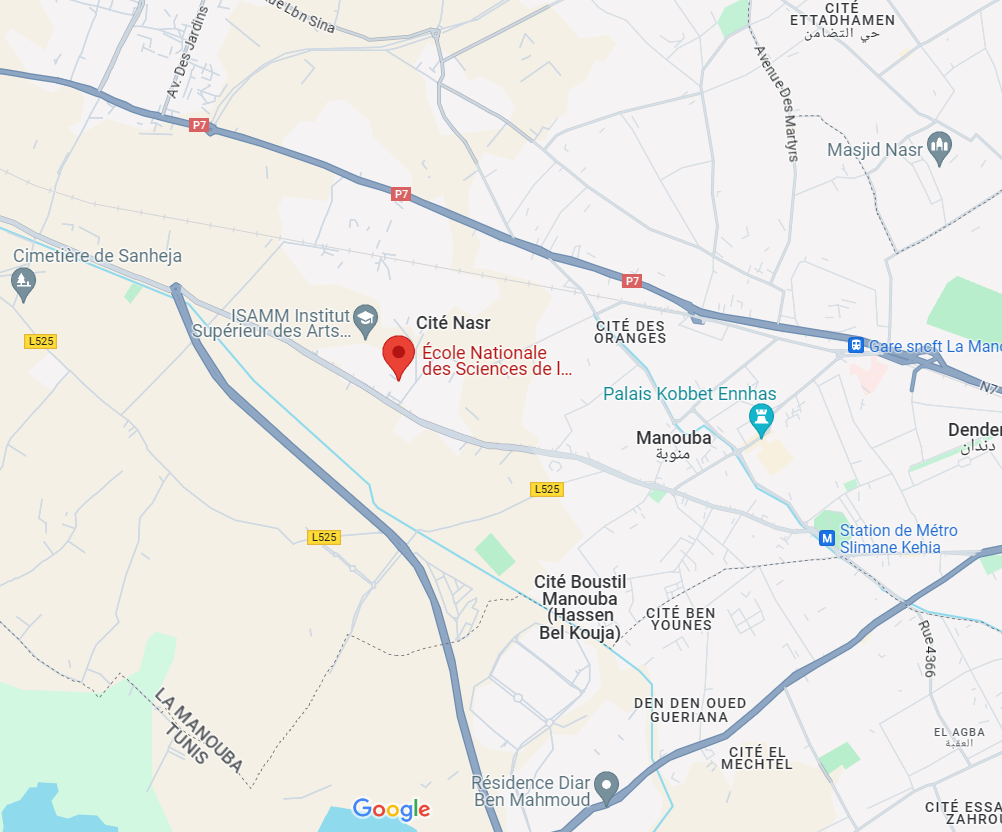 CITÉ
ETTADHAMEN
حي التضامن
ue Lbn Sina
Av. Des Jardins
Avenue Des Martyrs
P7
Masjid Nasr
P7
Cimetière de Sanheja
P7
ISAMM Institut
Supérieur des Arts...
Cité Nasr
CITÉ DES
ORANGES
L525
Gare sncft La Mano
École Nationale
des Sciences de l...
N7
Palais Kobbet Ennhas
Manouba
منوبة
Denden
دندان
L525
L525
Station de Métro
Slimane Kehia
M
Cité Boustil
Manouba
(Hassen
Bel Kouja)
CITÉ BEN
YOUNES
Rue 4366
LA MANOUBA
TUNIS
DEN DEN OUED
GUERIANA
EL AGBA
العقبة
CITÉ EL
MECHTEL
Résidence Diar
Ben Mahmoud
Google
CITÉ ESSA
ZAHRO